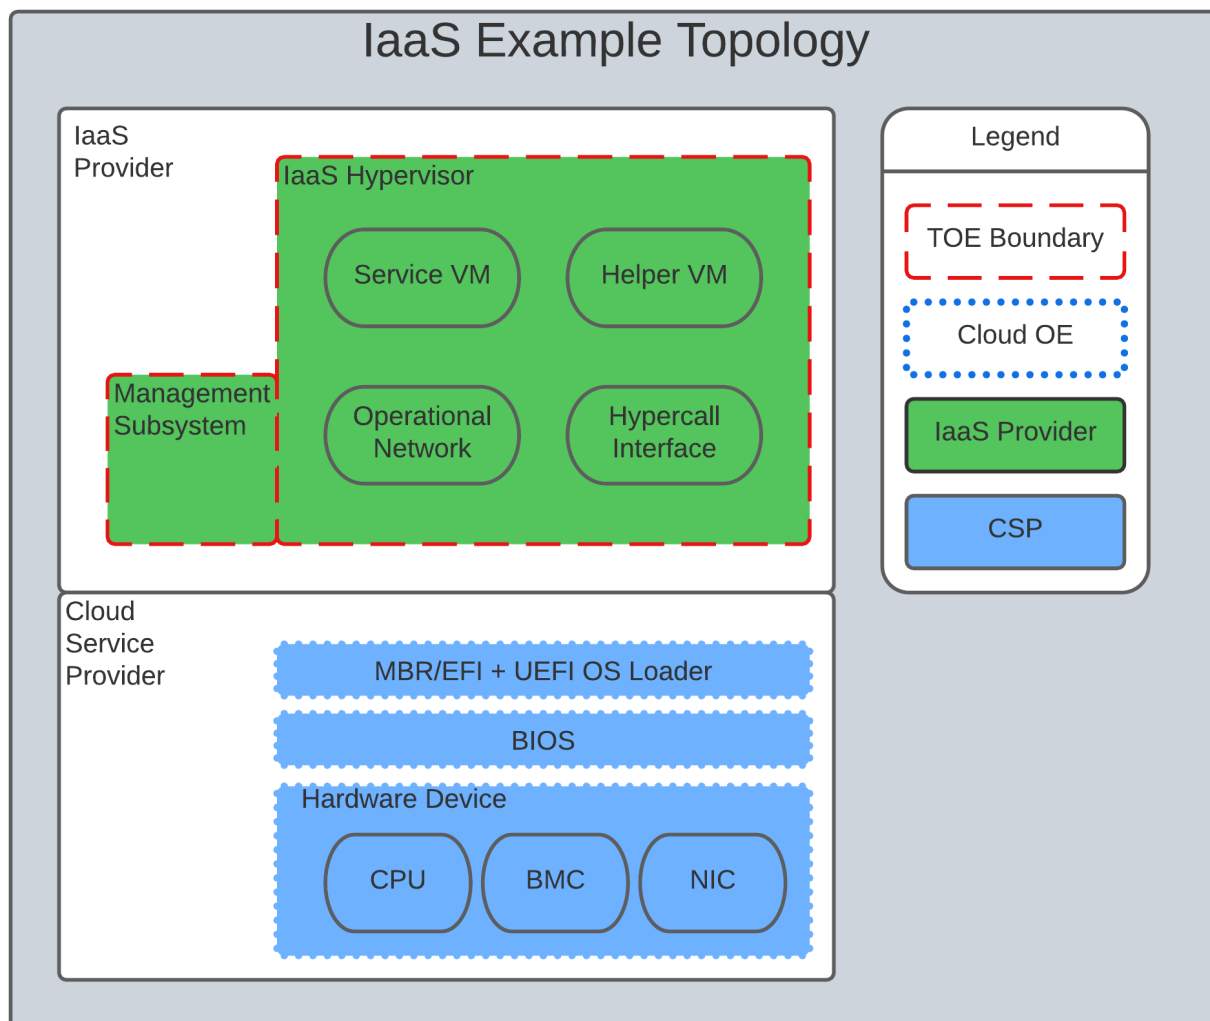 IaaS Example Topology
IaaS
Provider
IaaS Hypervisor
Service VM
Helper VM
Management
Subsystem
Operational
Network
Hypercall
Interface
Cloud
Service
Provider
MBR/EFI + UEFI OS Loader
BIOS
Hardware Device
CPU
BMC
NIC
Legend
TOE Boundary
Cloud OE
IaaS Provider
CSP